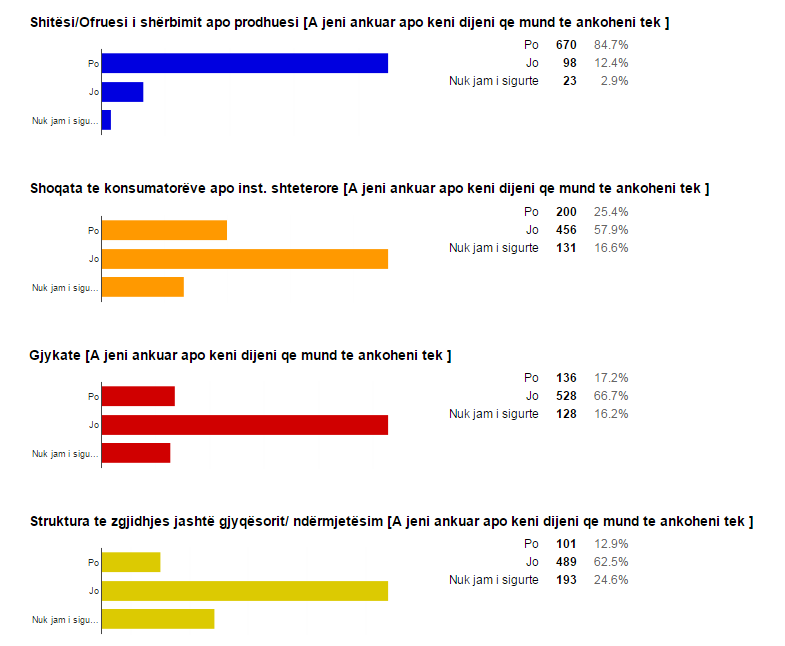 Shitësi/Ofruesi i shërbimit apo prodhuesi [A jeni ankuar apo keni dijeni qe mund te ankoheni tek ]
Po 670 84.7%
Jo 98 12.4%
Nuk jam i sigurte 23 2.9%
Po
Jo
Nuk jam i sigu...
Shoqata te konsumatorëve apo inst. shteterore [A jeni ankuar apo keni dijeni qe mund te ankoheni tek ]
Po 200 25.4%
Jo 456 57.9%
Nuk jam i sigurte 131 16.6%
Po
Jo
Nuk jam i sigu...
Gjykate [A jeni ankuar apo keni dijeni qe mund te ankoheni tek ]
Po 136 17.2%
Jo 528 66.7%
Nuk jam i sigurte 128 16.2%
Po
Jo
Nuk jam i sigu...
Struktura te zgjidhjes jashtë gjyqësorit/ ndërmjetësim [A jeni ankuar apo keni dijeni qe mund te ankoheni tek ]
Po 101 12.9%
Jo 489 62.5%
Nuk jam i sigurte 193 24.6%
Po
Jo
Nuk jam i sigu...